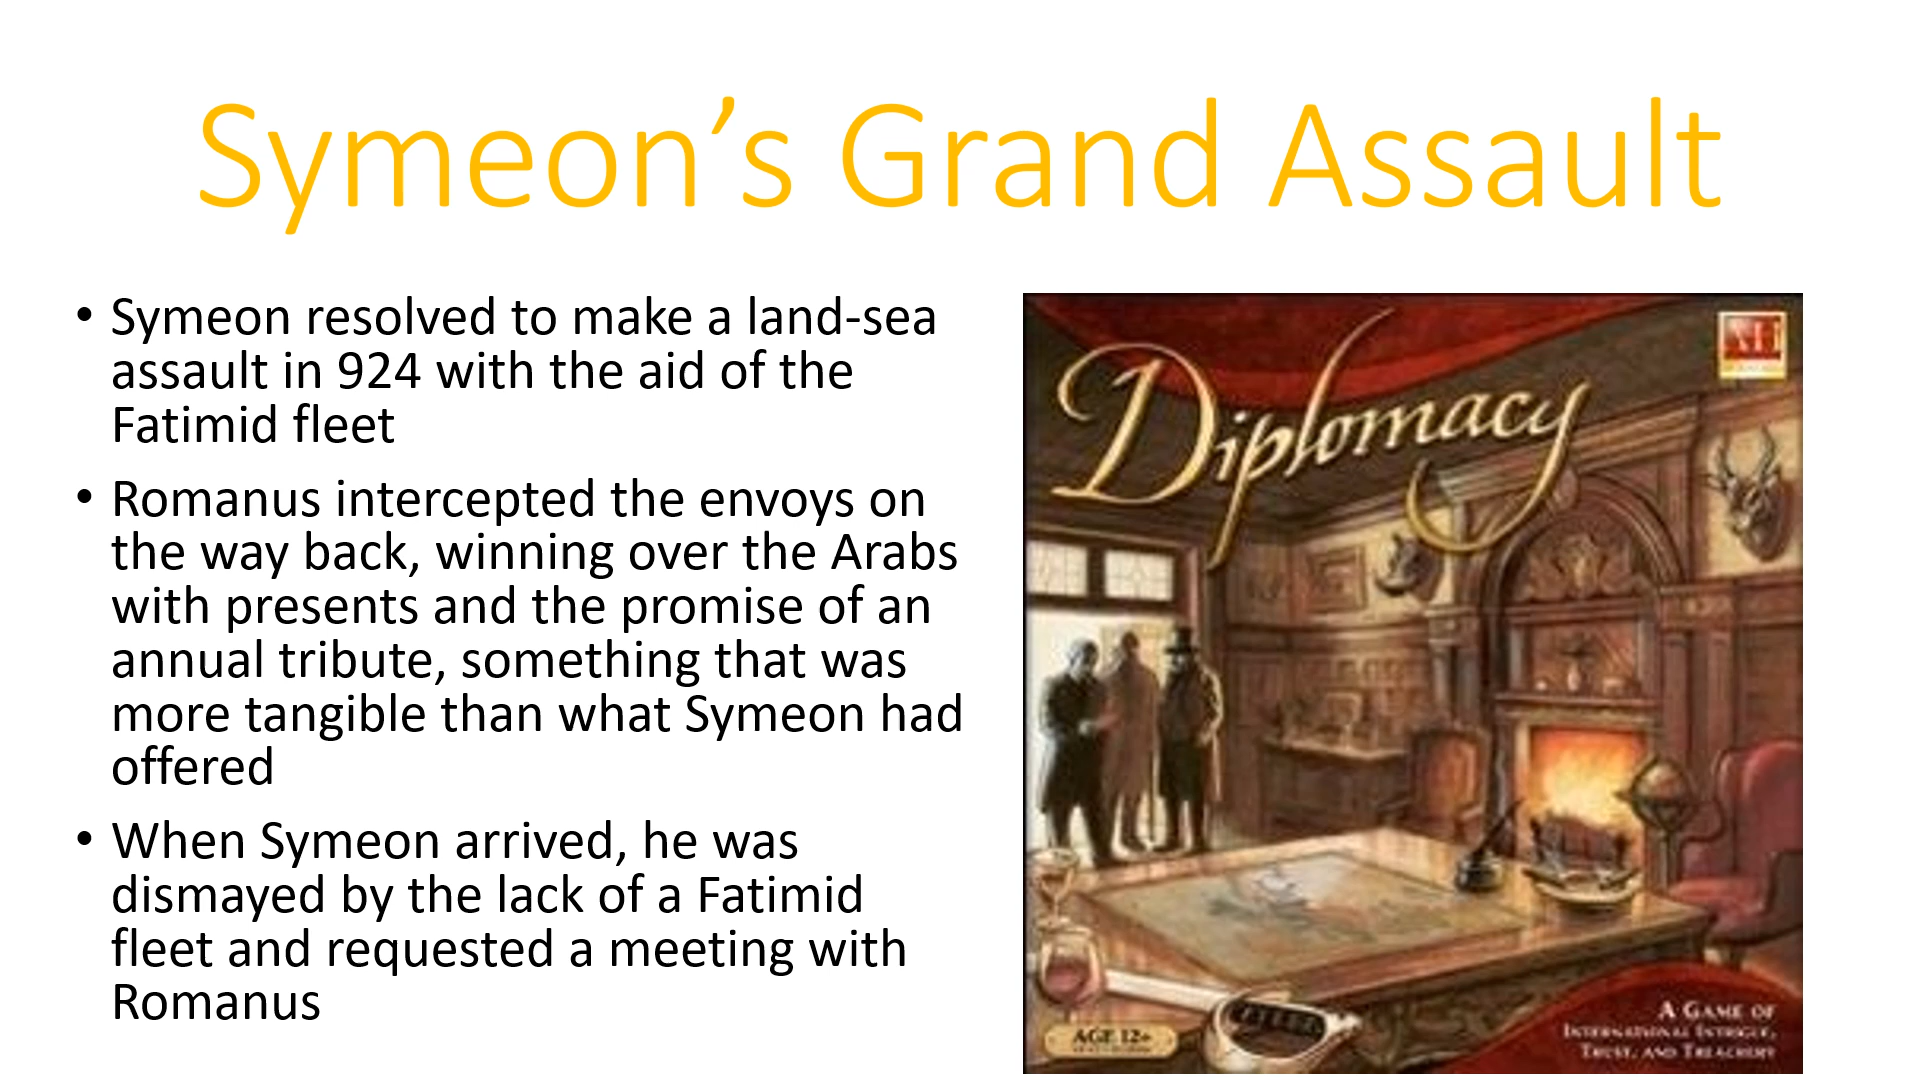 Symeon’s Grand Assault
• Symeon resolved to make a land-sea
assault in 924 with the aid of the
Fatimid fleet
• Romanus intercepted the envoys on
the way back, winning over the Arabs
with presents and the promise of an
annual tribute, something that was
more tangible than what Symeon had
offered
• When Symeon arrived, he was
dismayed by the lack of a Fatimid
fleet and requested a meeting with
Romanus
Diplomacy
AGE 12+
A GAME OF
INTERNATIONAL INTRIGUE,
TRUST, AND TREACHERY